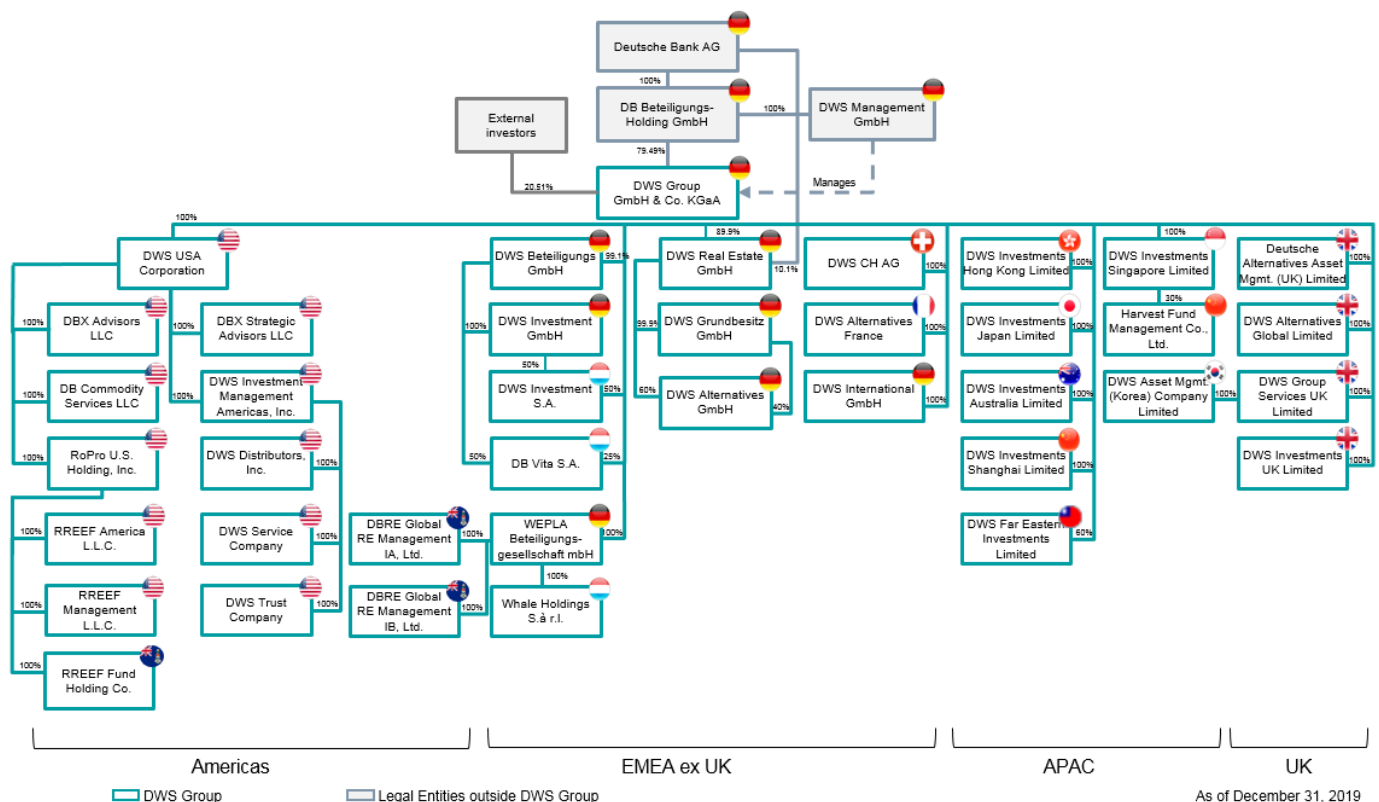 Deutsche Bank AG
100%
DB Beteiligungs-
Holding GmbH
100%
DWS Management
GmbH
External
investors
79.49%
20.51%
DWS Group
GmbH & Co. KGaA
Manages
100%
DWS USA
Corporation
100%
DBX Advisors
LLC
100%
DBX Strategic
Advisors LLC
100%
DB Commodity
Services LLC
100%
DWS Investment
Management
Americas, Inc.
100%
RoPro U.S.
Holding, Inc.
DWS Distributors,
Inc.
100%
100%
RREEF America
L.L.C.
DWS Service
Company
100%
100%
RREEF
Management
L.L.C.
DWS Trust
Company
100%
100%
RREEF Fund
Holding Co.
DBRE Global
RE Management
IA, Ltd.
100%
DBRE Global
RE Management
IB, Ltd.
100%
DWS Beteiligungs
GmbH
99.1%
100%
DWS Investment
GmbH
50%
DWS Investment
S.A.
50%
50%
DB Vita S.A.
25%
WEPLA
Beteiligungs-
gesellschaft mbH
100%
100%
Whale Holdings
S.à r.l.
89.9%
DWS Real Estate
GmbH
10.1%
99.9%
DWS Grundbesitz
GmbH
60%
DWS Alternatives
GmbH
40%
DWS CH AG
100%
DWS Alternatives
France
100%
DWS International
GmbH
100%
DWS Investments
Hong Kong Limited
100%
DWS Investments
Japan Limited
100%
DWS Investments
Australia Limited
100%
DWS Investments
Shanghai Limited
100%
DWS Far Eastern
Investments
Limited
60%
100%
DWS Investments
Singapore Limited
30%
Harvest Fund
Management Co.,
Ltd.
DWS Asset Mgmt.
(Korea) Company
Limited
100%
Deutsche
Alternatives Asset
Mgmt. (UK) Limited
100%
DWS Alternatives
Global Limited
100%
DWS Group
Services UK
Limited
100%
DWS Investments
UK Limited
100%
Americas
EMEA ex UK
APAC
UK
DWS Group
Legal Entities outside DWS Group
As of December 31, 2019